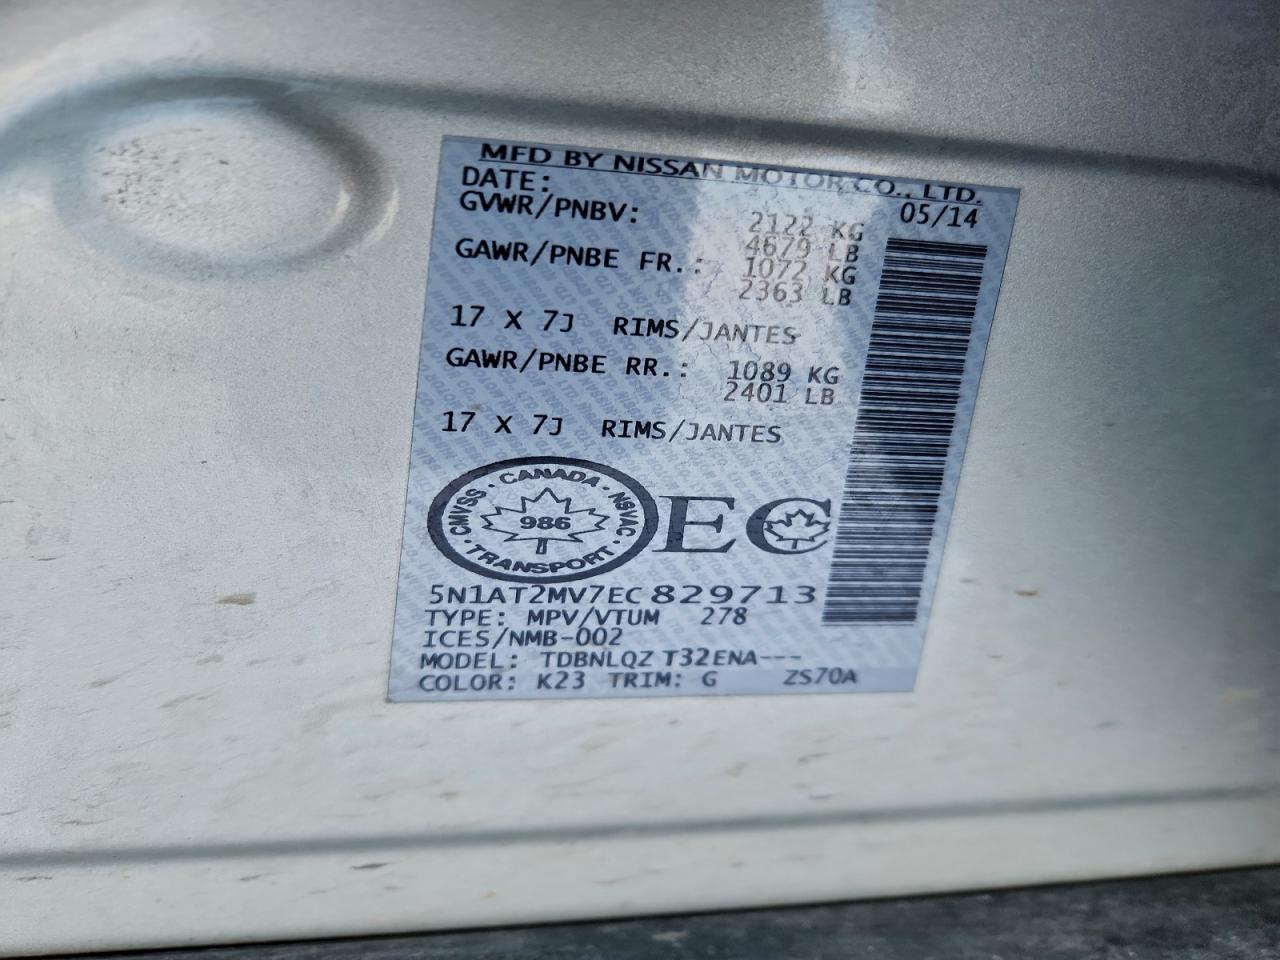 MFD BY NISSAN MOTOR CO., LTD.
DATE: 05/14
GVWR/PNBV: 2122 KG
4679 LB
GAWR/PNBE FR.: 1072 KG
2363 LB
17 X 7J RIMS/JANTES
GAWR/PNBE RR.: 1089 KG
2401 LB
17 X 7J RIMS/JANTES
CMVSS · CANADA · NSVAC · TRANSPORT ·
986
EC
5N1AT2MV7EC829713
TYPE: MPV/VTUM 278
ICES/NMB-002
MODEL: TDBNLQZ T32ENA---
COLOR: K23 TRIM: G ZS70A